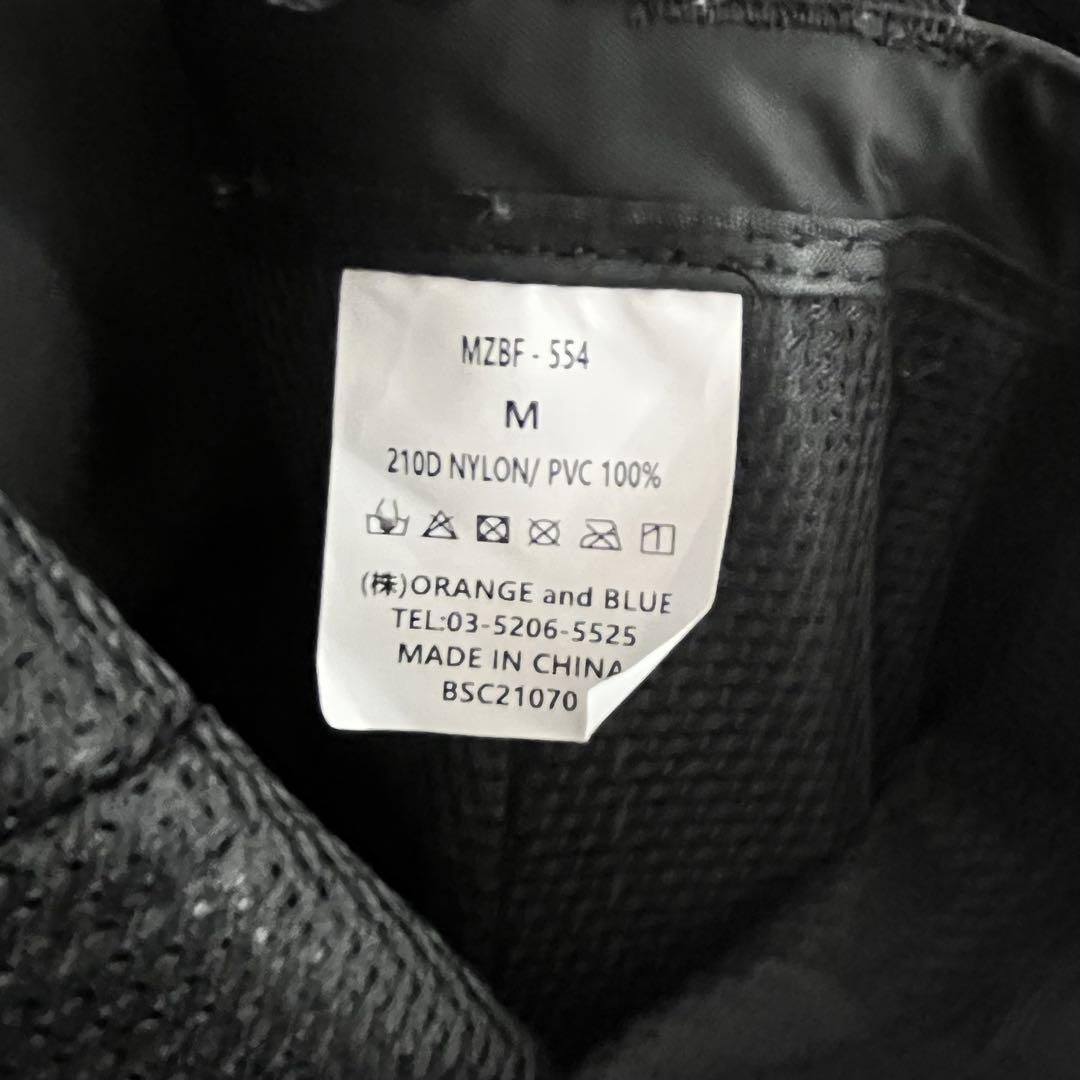 MZBF - 554
M
210D NYLON/ PVC 100%
(株)ORANGE and BLUE
TEL:03-5206-5525
MADE IN CHINA
BSC21070